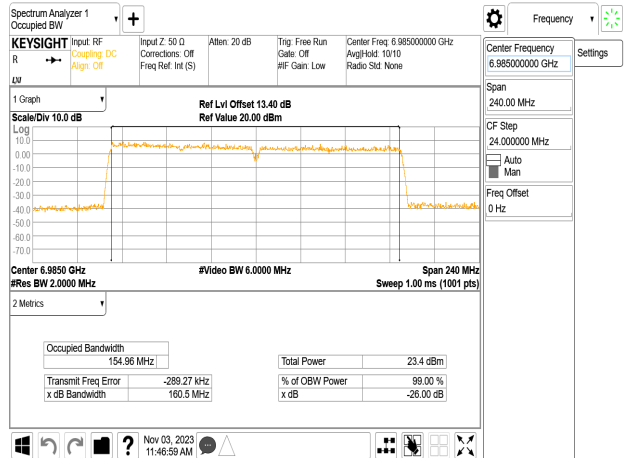 Spectrum Analyzer 1
Occupied BW
KEYSIGHT
R
Input: RF
Coupling: DC
Align: Off
Input Z: 50 Ω
Corrections: Off
Freq Ref: Int (S)
Atten: 20 dB
Trig: Free Run
Gate: Off
#IF Gain: Low
Center Freq: 6.985000000 GHz
Avg|Hold: 10/10
Radio Std: None
1 Graph
Scale/Div 10.0 dB
Ref Lvl Offset 13.40 dB
Ref Value 20.00 dBm
Log
10.0
0.00
-10.0
-20.0
-30.0
-40.0
-50.0
-60.0
-70.0
Center 6.9850 GHz
#Res BW 2.0000 MHz
#Video BW 6.0000 MHz
Span 240 MHz
Sweep 1.00 ms (1001 pts)
2 Metrics
Occupied Bandwidth
154.96 MHz
Total Power 23.4 dBm
Transmit Freq Error -289.27 kHz
% of OBW Power 99.00 %
x dB Bandwidth 160.5 MHz
x dB -26.00 dB
Nov 03, 2023
11:46:59 AM
Frequency
Settings
Center Frequency
6.985000000 GHz
Span
240.00 MHz
CF Step
24.000000 MHz
Auto
Man
Freq Offset
0 Hz